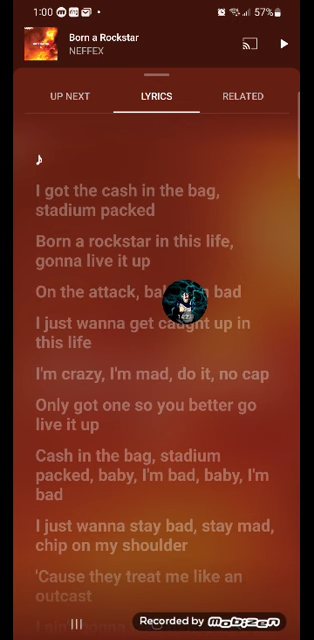 1:00
57%
Born a Rockstar
NEFFEX
UP NEXT
LYRICS
RELATED
I got the cash in the bag,
stadium packed
Born a rockstar in this life,
gonna live it up
On the attack, bad
I just wanna get caught up in
this life
I'm crazy, I'm mad, do it, no cap
Only got one so you better go
live it up
Cash in the bag, stadium
packed, baby, I'm bad, baby, I'm
bad
I just wanna stay bad, stay mad,
chip on my shoulder
'Cause they treat me like an
outcast
Recorded by Mobizen